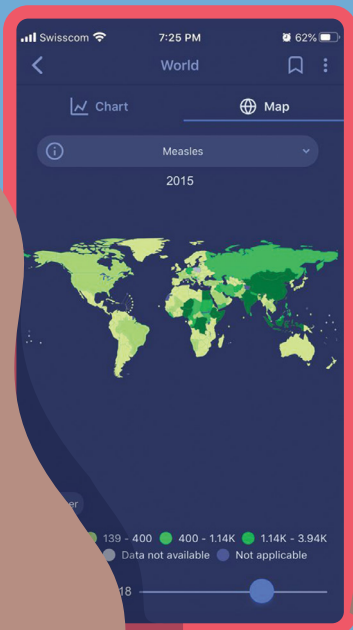 Swisscom 7:25 PM 62%
World
Chart Map
Measles
2015
139 - 400 400 - 1.14K 1.14K - 3.94K
Data not available Not applicable
18